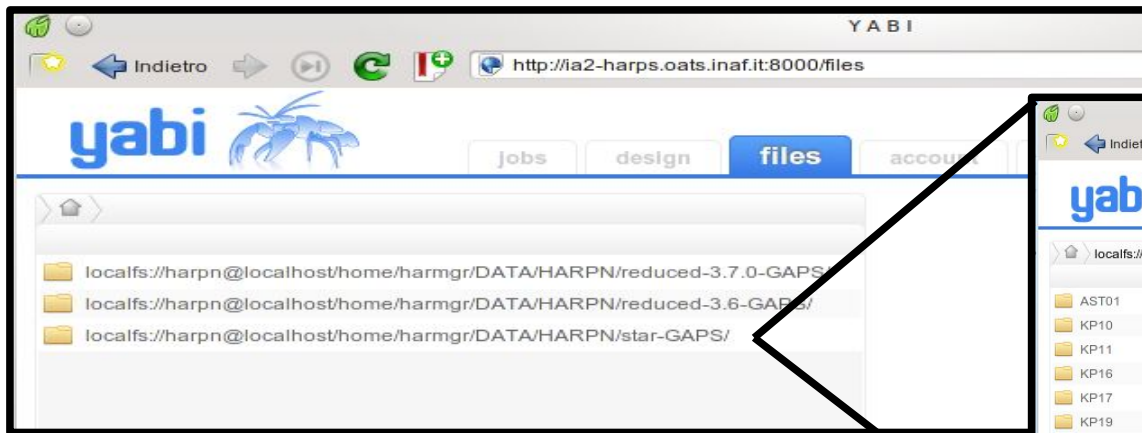 YABI
Indietro
http://ia2-harps.oats.inaf.it:8000/files
yabi
jobs
design
files
account
localfs://harpn@localhost/home/harmgr/DATA/HARPN/reduced-3.7.0-GAPS/
localfs://harpn@localhost/home/harmgr/DATA/HARPN/reduced-3.6-GAPS/
localfs://harpn@localhost/home/harmgr/DATA/HARPN/star-GAPS/
Indiet
yab
localfs://
AST01
KP10
KP11
KP16
KP17
KP19